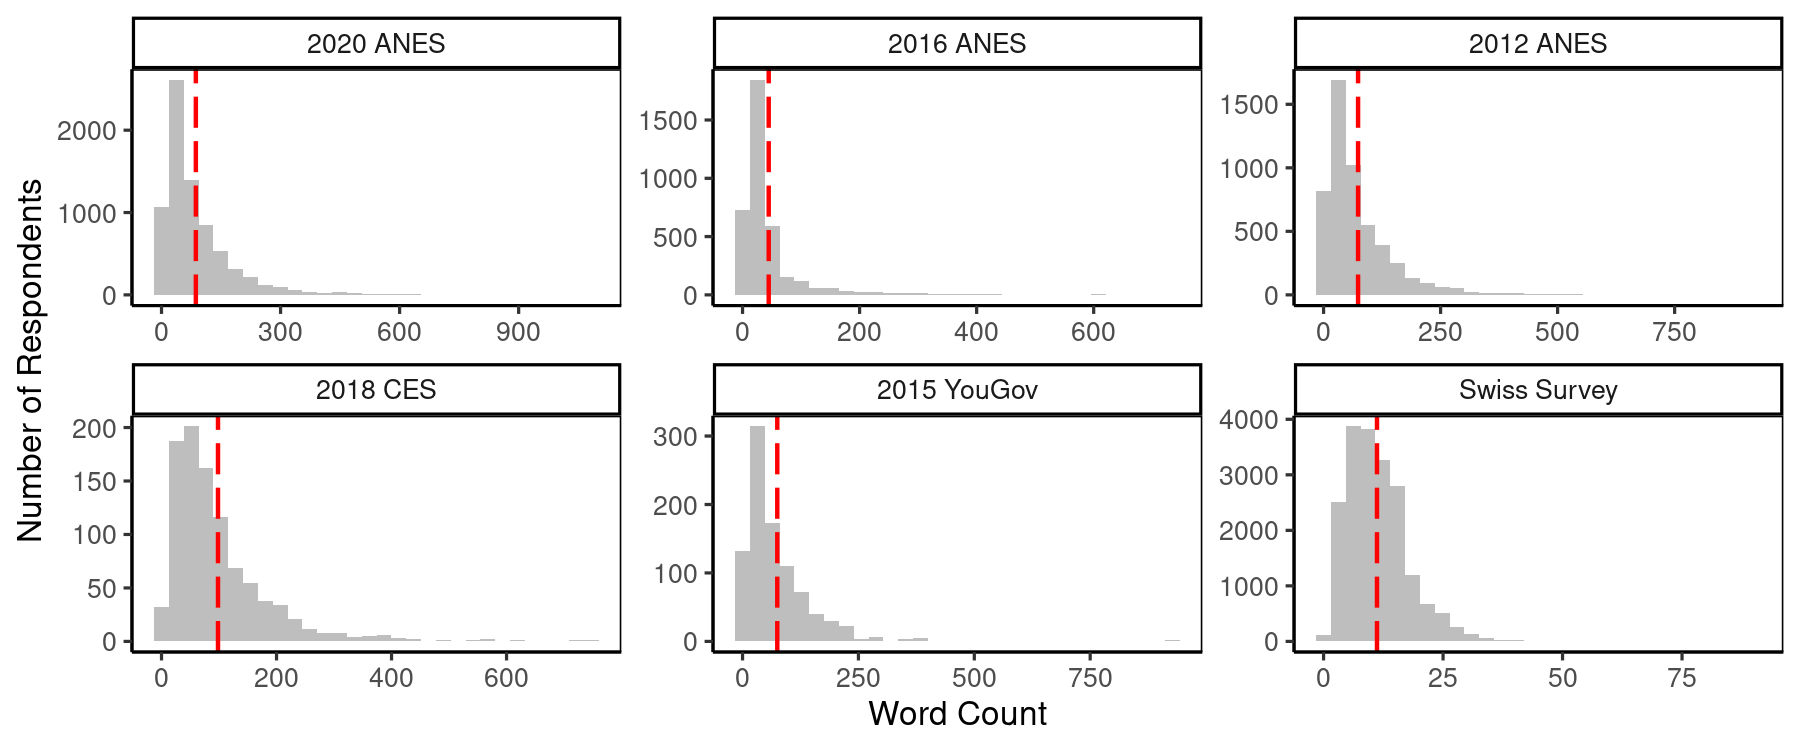 2020 ANES
2016 ANES
2012 ANES
2000
1000
0
1500
1000
500
0
1500
1000
500
0
0 300 600 900
0 200 400 600
0 250 500 750
2018 CES
2015 YouGov
Swiss Survey
200
150
100
50
0
300
200
100
0
4000
3000
2000
1000
0
0 200 400 600
0 250 500 750
0 25 50 75
Number of Respondents
Word Count